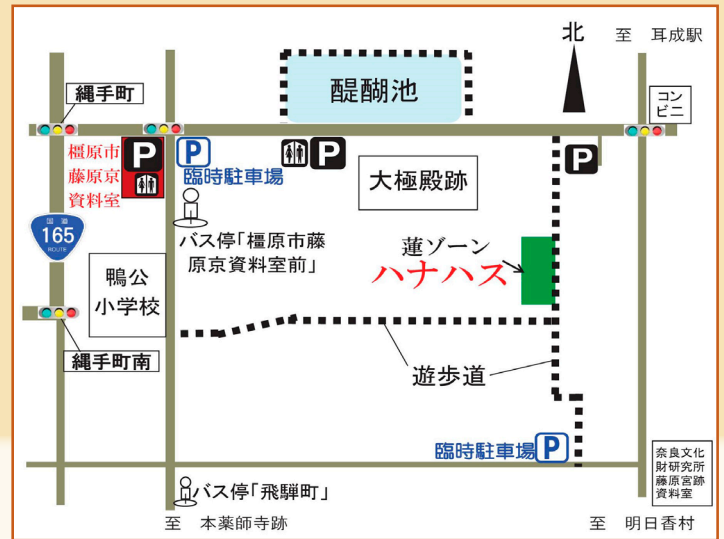 北
至 耳成駅
縄手町
醍醐池
コン
ビニ
橿原市
藤原京
資料室
P
P
臨時駐車場
P
P
大極殿跡
国道
165
ROUTE
バス停「橿原市藤
原京資料室前」
蓮ゾーン
ハナハス
鴨公
小学校
縄手町南
遊歩道
臨時駐車場
P
奈良文化
財研究所
藤原宮跡
資料室
バス停「飛騨町」
至 本薬師寺跡
至 明日香村